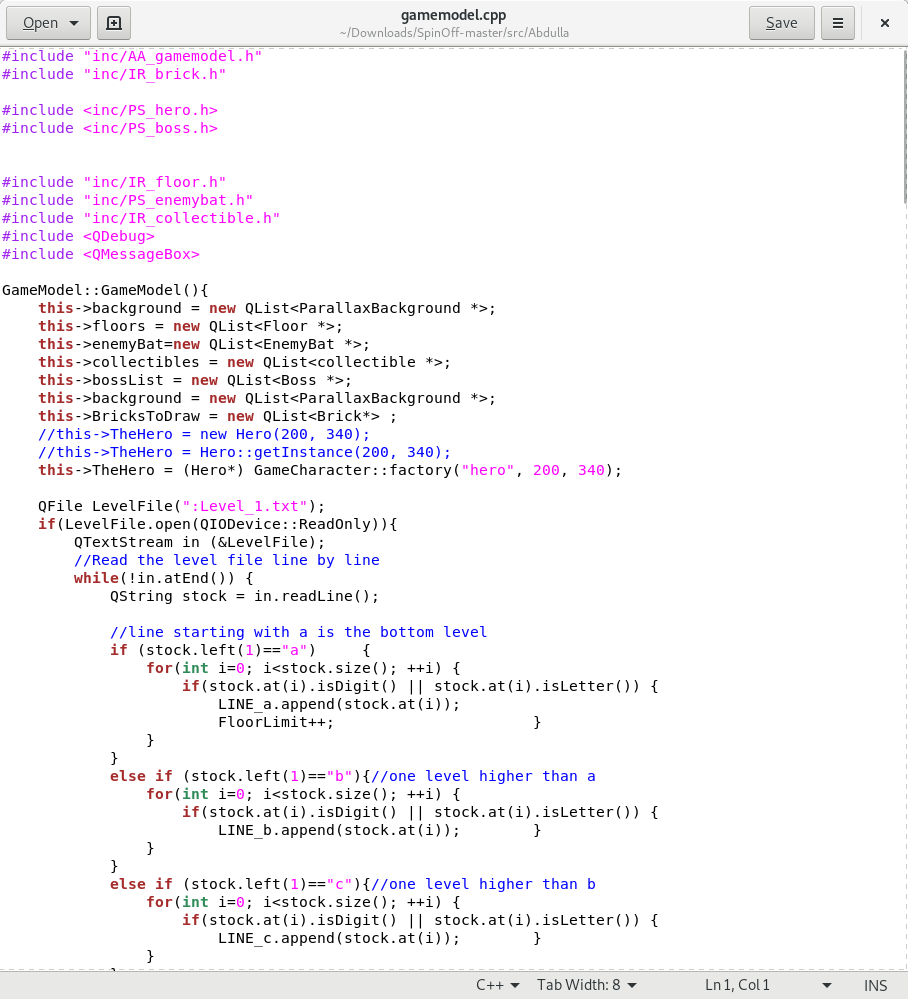 Open
gamemodel.cpp
~/Downloads/SpinOff-master/src/Abdulla
Save
#include "inc/AA_gamemodel.h"
#include "inc/IR_brick.h"
#include <inc/PS_hero.h>
#include <inc/PS_boss.h>
#include "inc/IR_floor.h"
#include "inc/PS_enemybat.h"
#include "inc/IR_collectible.h"
#include <QDebug>
#include <QMessageBox>
GameModel::GameModel(){
    this->background = new QList<ParallaxBackground *>;
    this->floors = new QList<Floor *>;
    this->enemyBat=new QList<EnemyBat *>;
    this->collectibles = new QList<collectible *>;
    this->bossList = new QList<Boss *>;
    this->background = new QList<ParallaxBackground *>;
    this->BricksToDraw = new QList<Brick*> ;
    //this->TheHero = new Hero(200, 340);
    //this->TheHero = Hero::getInstance(200, 340);
    this->TheHero = (Hero*) GameCharacter::factory("hero", 200, 340);
    QFile LevelFile(":Level_1.txt");
    if(LevelFile.open(QIODevice::ReadOnly)){
        QTextStream in (&LevelFile);
        //Read the level file line by line
        while(!in.atEnd()) {
            QString stock = in.readLine();
            //line starting with a is the bottom level
            if (stock.left(1)=="a")     {
                for(int i=0; i<stock.size(); ++i) {
                    if(stock.at(i).isDigit() || stock.at(i).isLetter()) {
                        LINE_a.append(stock.at(i));
                        FloorLimit++;                      }
                }
            }
            else if (stock.left(1)=="b"){//one level higher than a
                for(int i=0; i<stock.size(); ++i) {
                    if(stock.at(i).isDigit() || stock.at(i).isLetter()) {
                        LINE_b.append(stock.at(i));        }
                }
            }
            else if (stock.left(1)=="c"){//one level higher than b
                for(int i=0; i<stock.size(); ++i) {
                    if(stock.at(i).isDigit() || stock.at(i).isLetter()) {
                        LINE_c.append(stock.at(i));        }
                }
            }
C++
Tab Width: 8
Ln 1, Col 1
INS